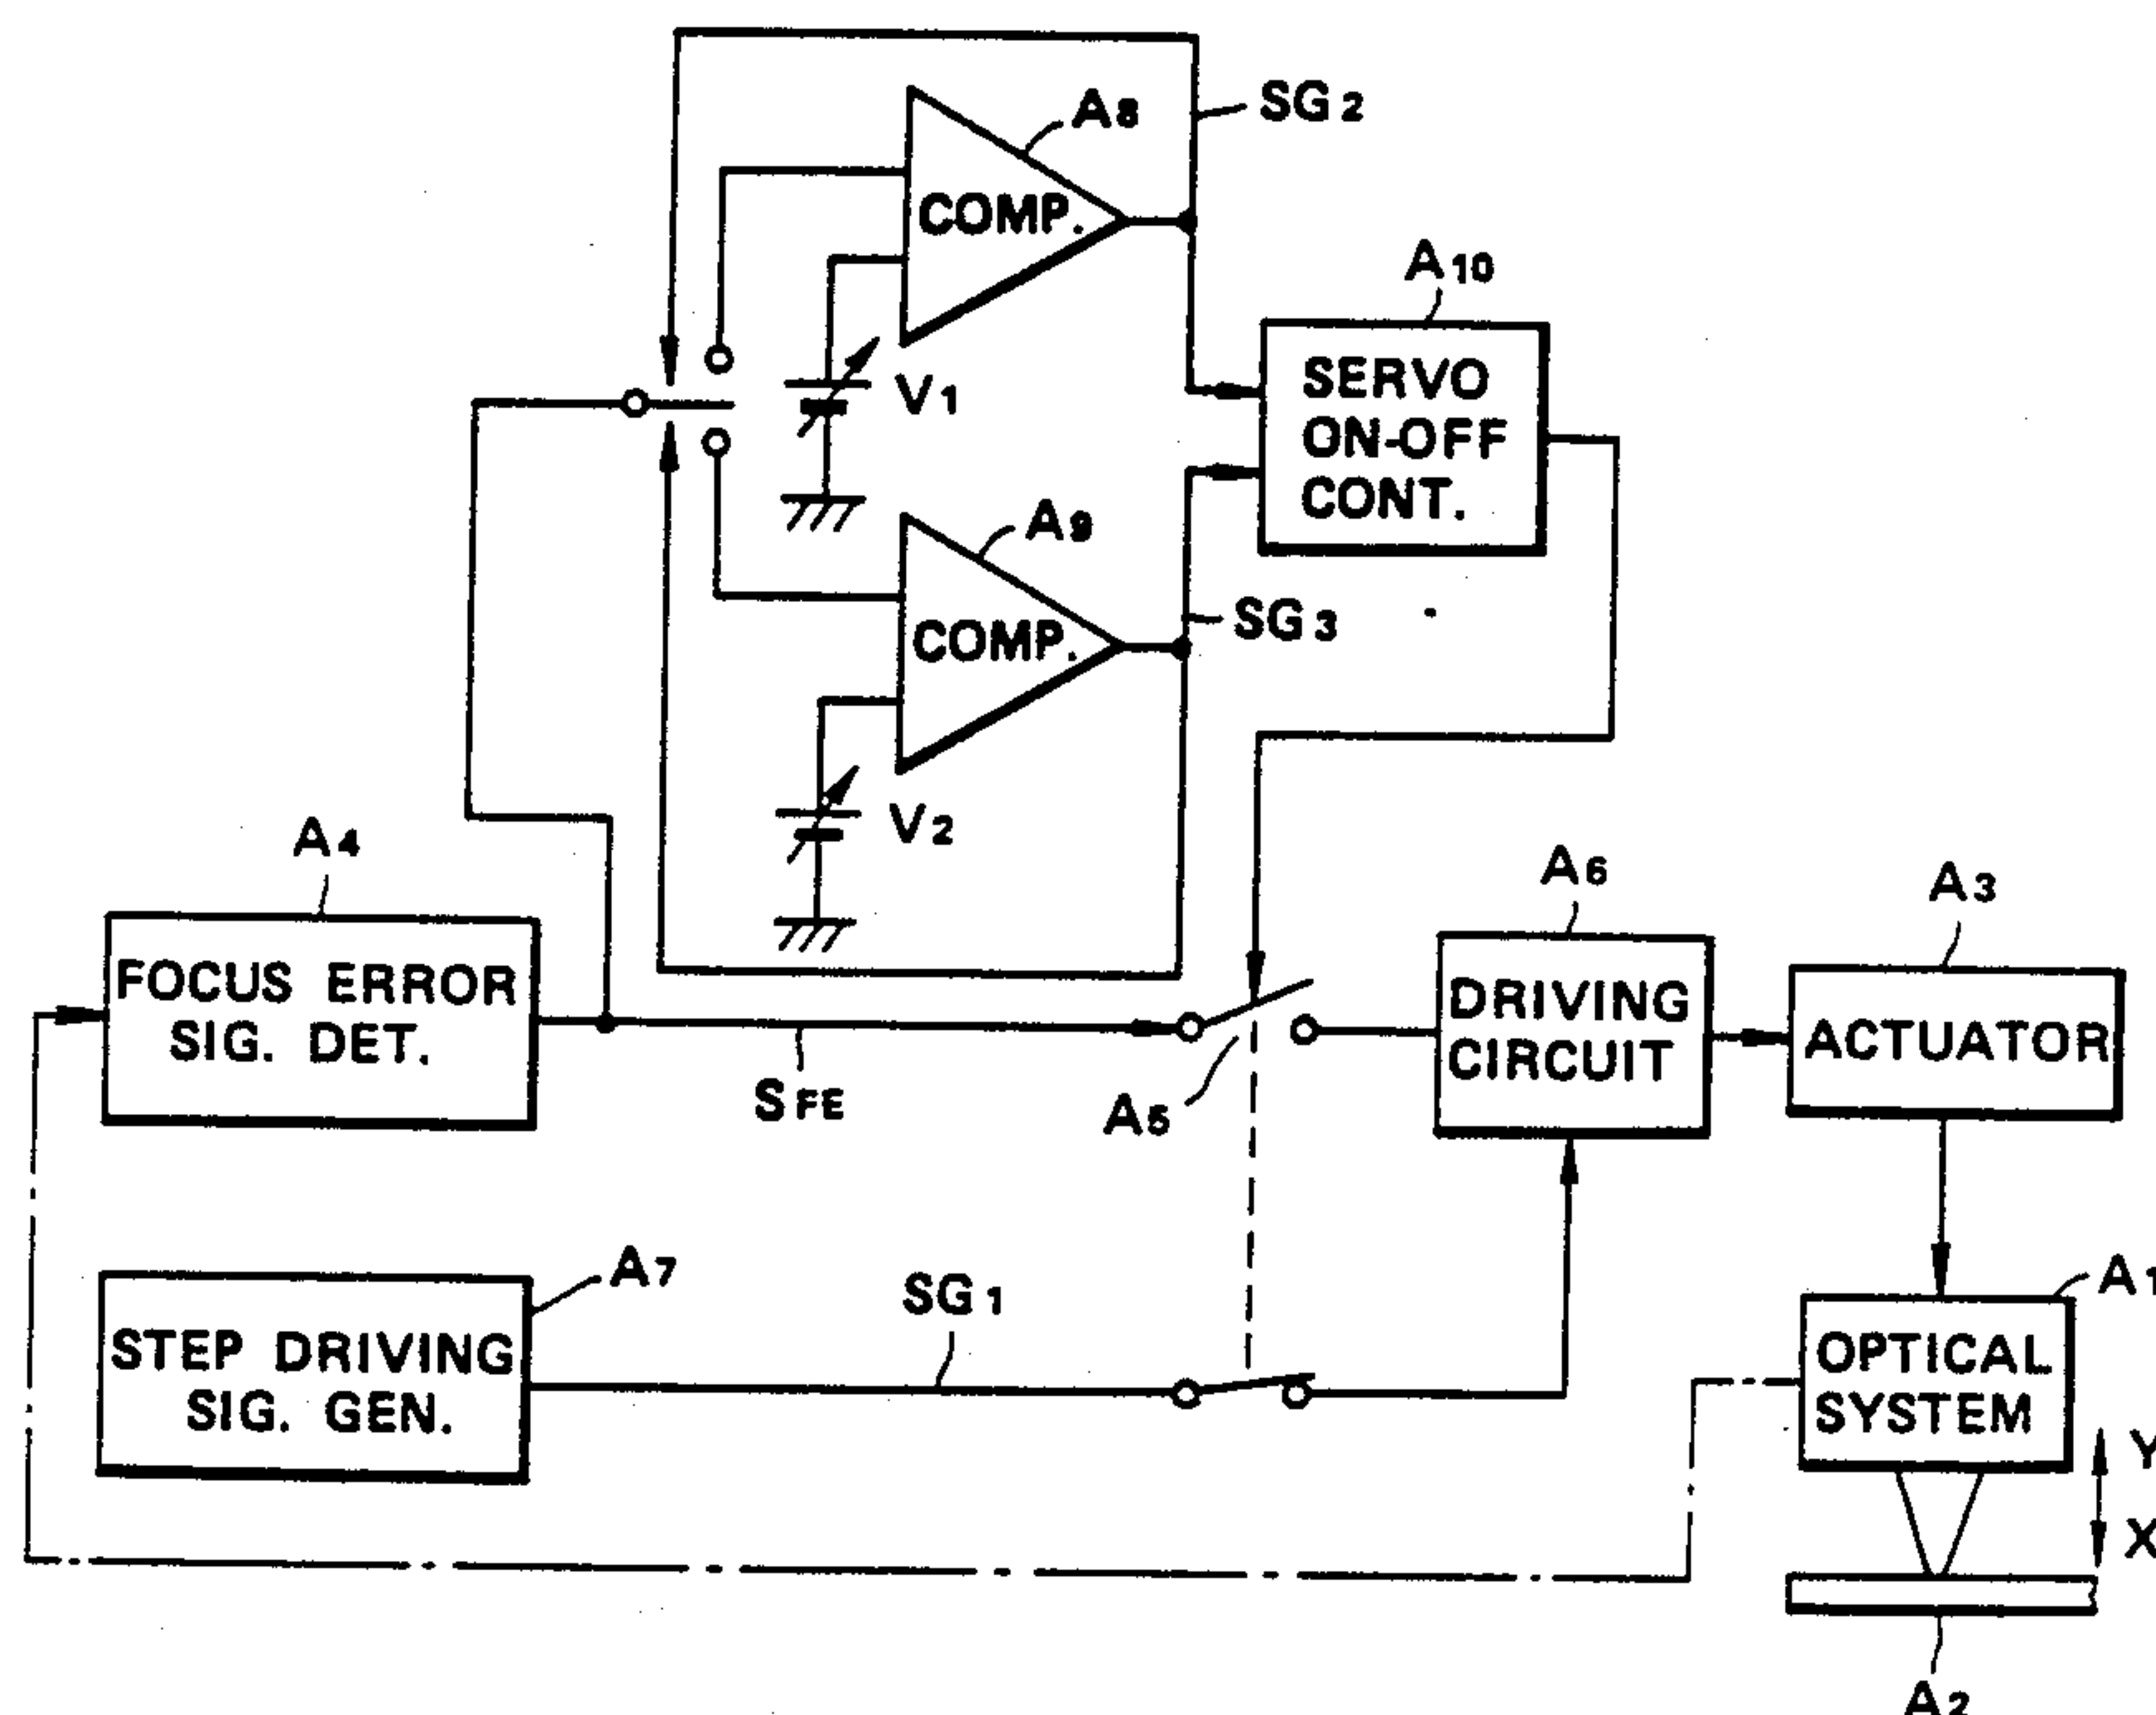 SG2
A8
COMP.
A10
SERVO
ON-OFF
CONT.
V1
A9
SG3
COMP.
V2
A4
A6
A3
FOCUS ERROR
SIG. DET.
DRIVING
CIRCUIT
ACTUATOR
SFE
A5
A7
SG1
A1
STEP DRIVING
SIG. GEN.
OPTICAL
SYSTEM
Y
X
A2